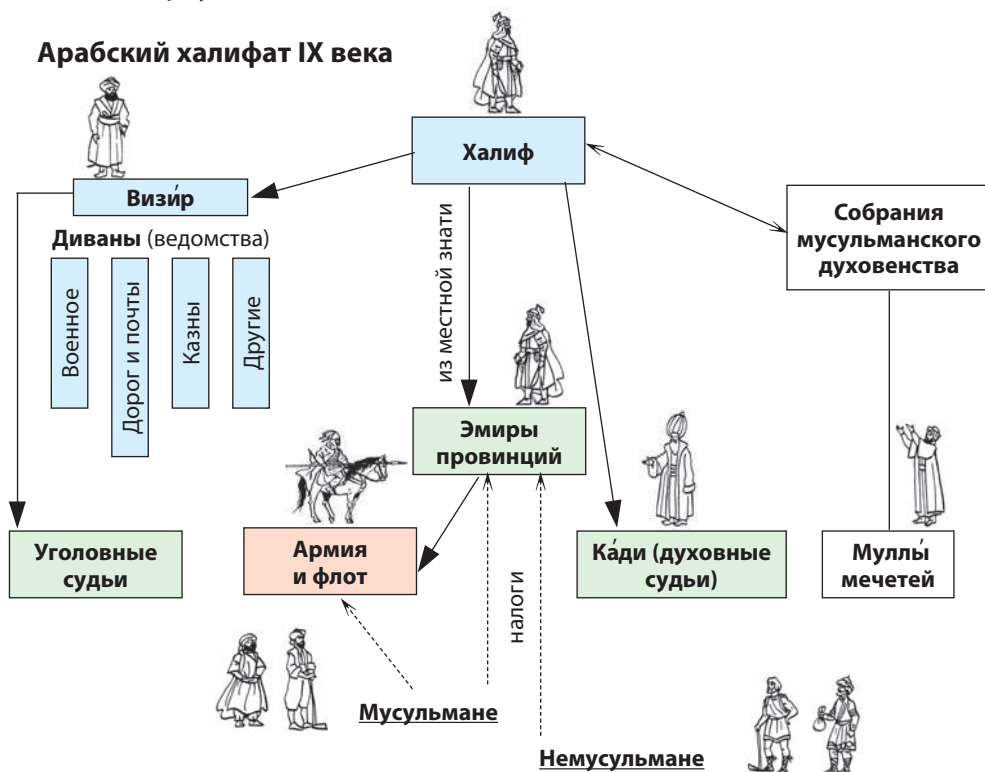 Арабский халифат IX века
Халиф
Визи́р
Диваны (ведомства)
Военное
Дорог и почты
Казны
Другие
из местной знати
Собрания
мусульманского
духовенства
Эмиры
провинций
Уголовные
судьи
Армия
и флот
Ка́ди (духовные
судьи)
Муллы́
мечетей
налоги
Мусульмане
Немусульмане